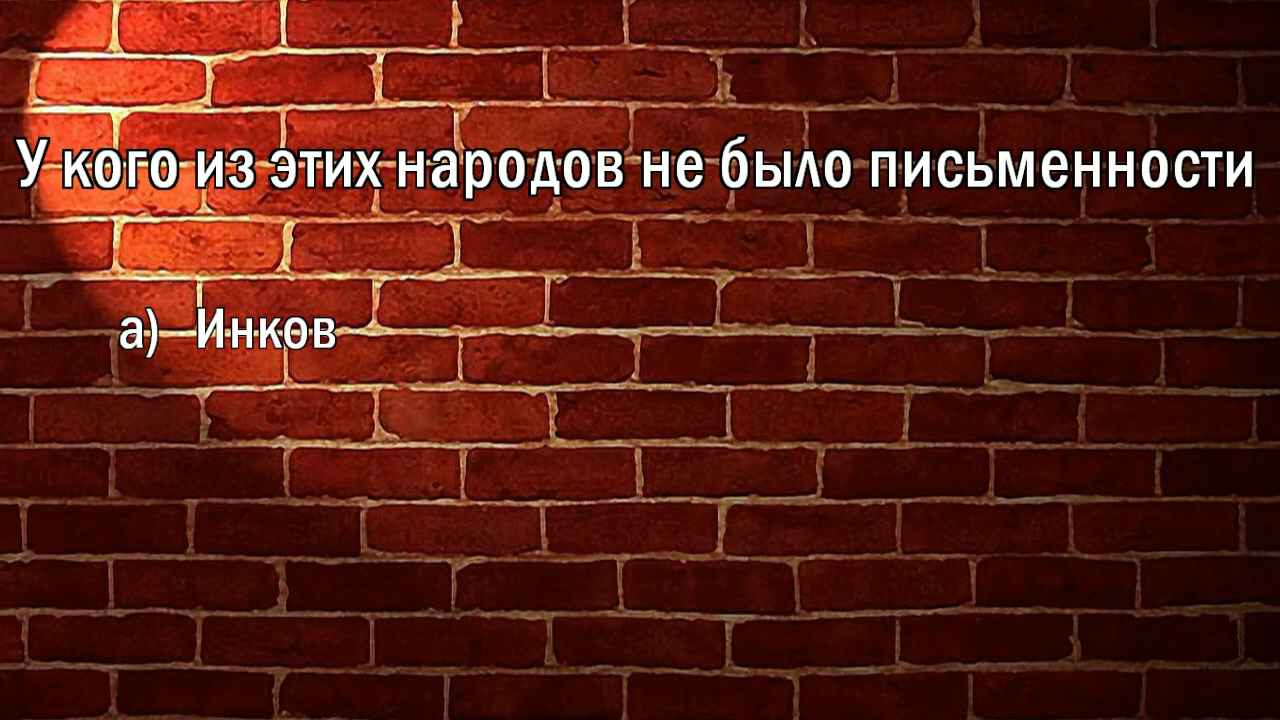 У кого из этих народов не было письменности
а) Инков